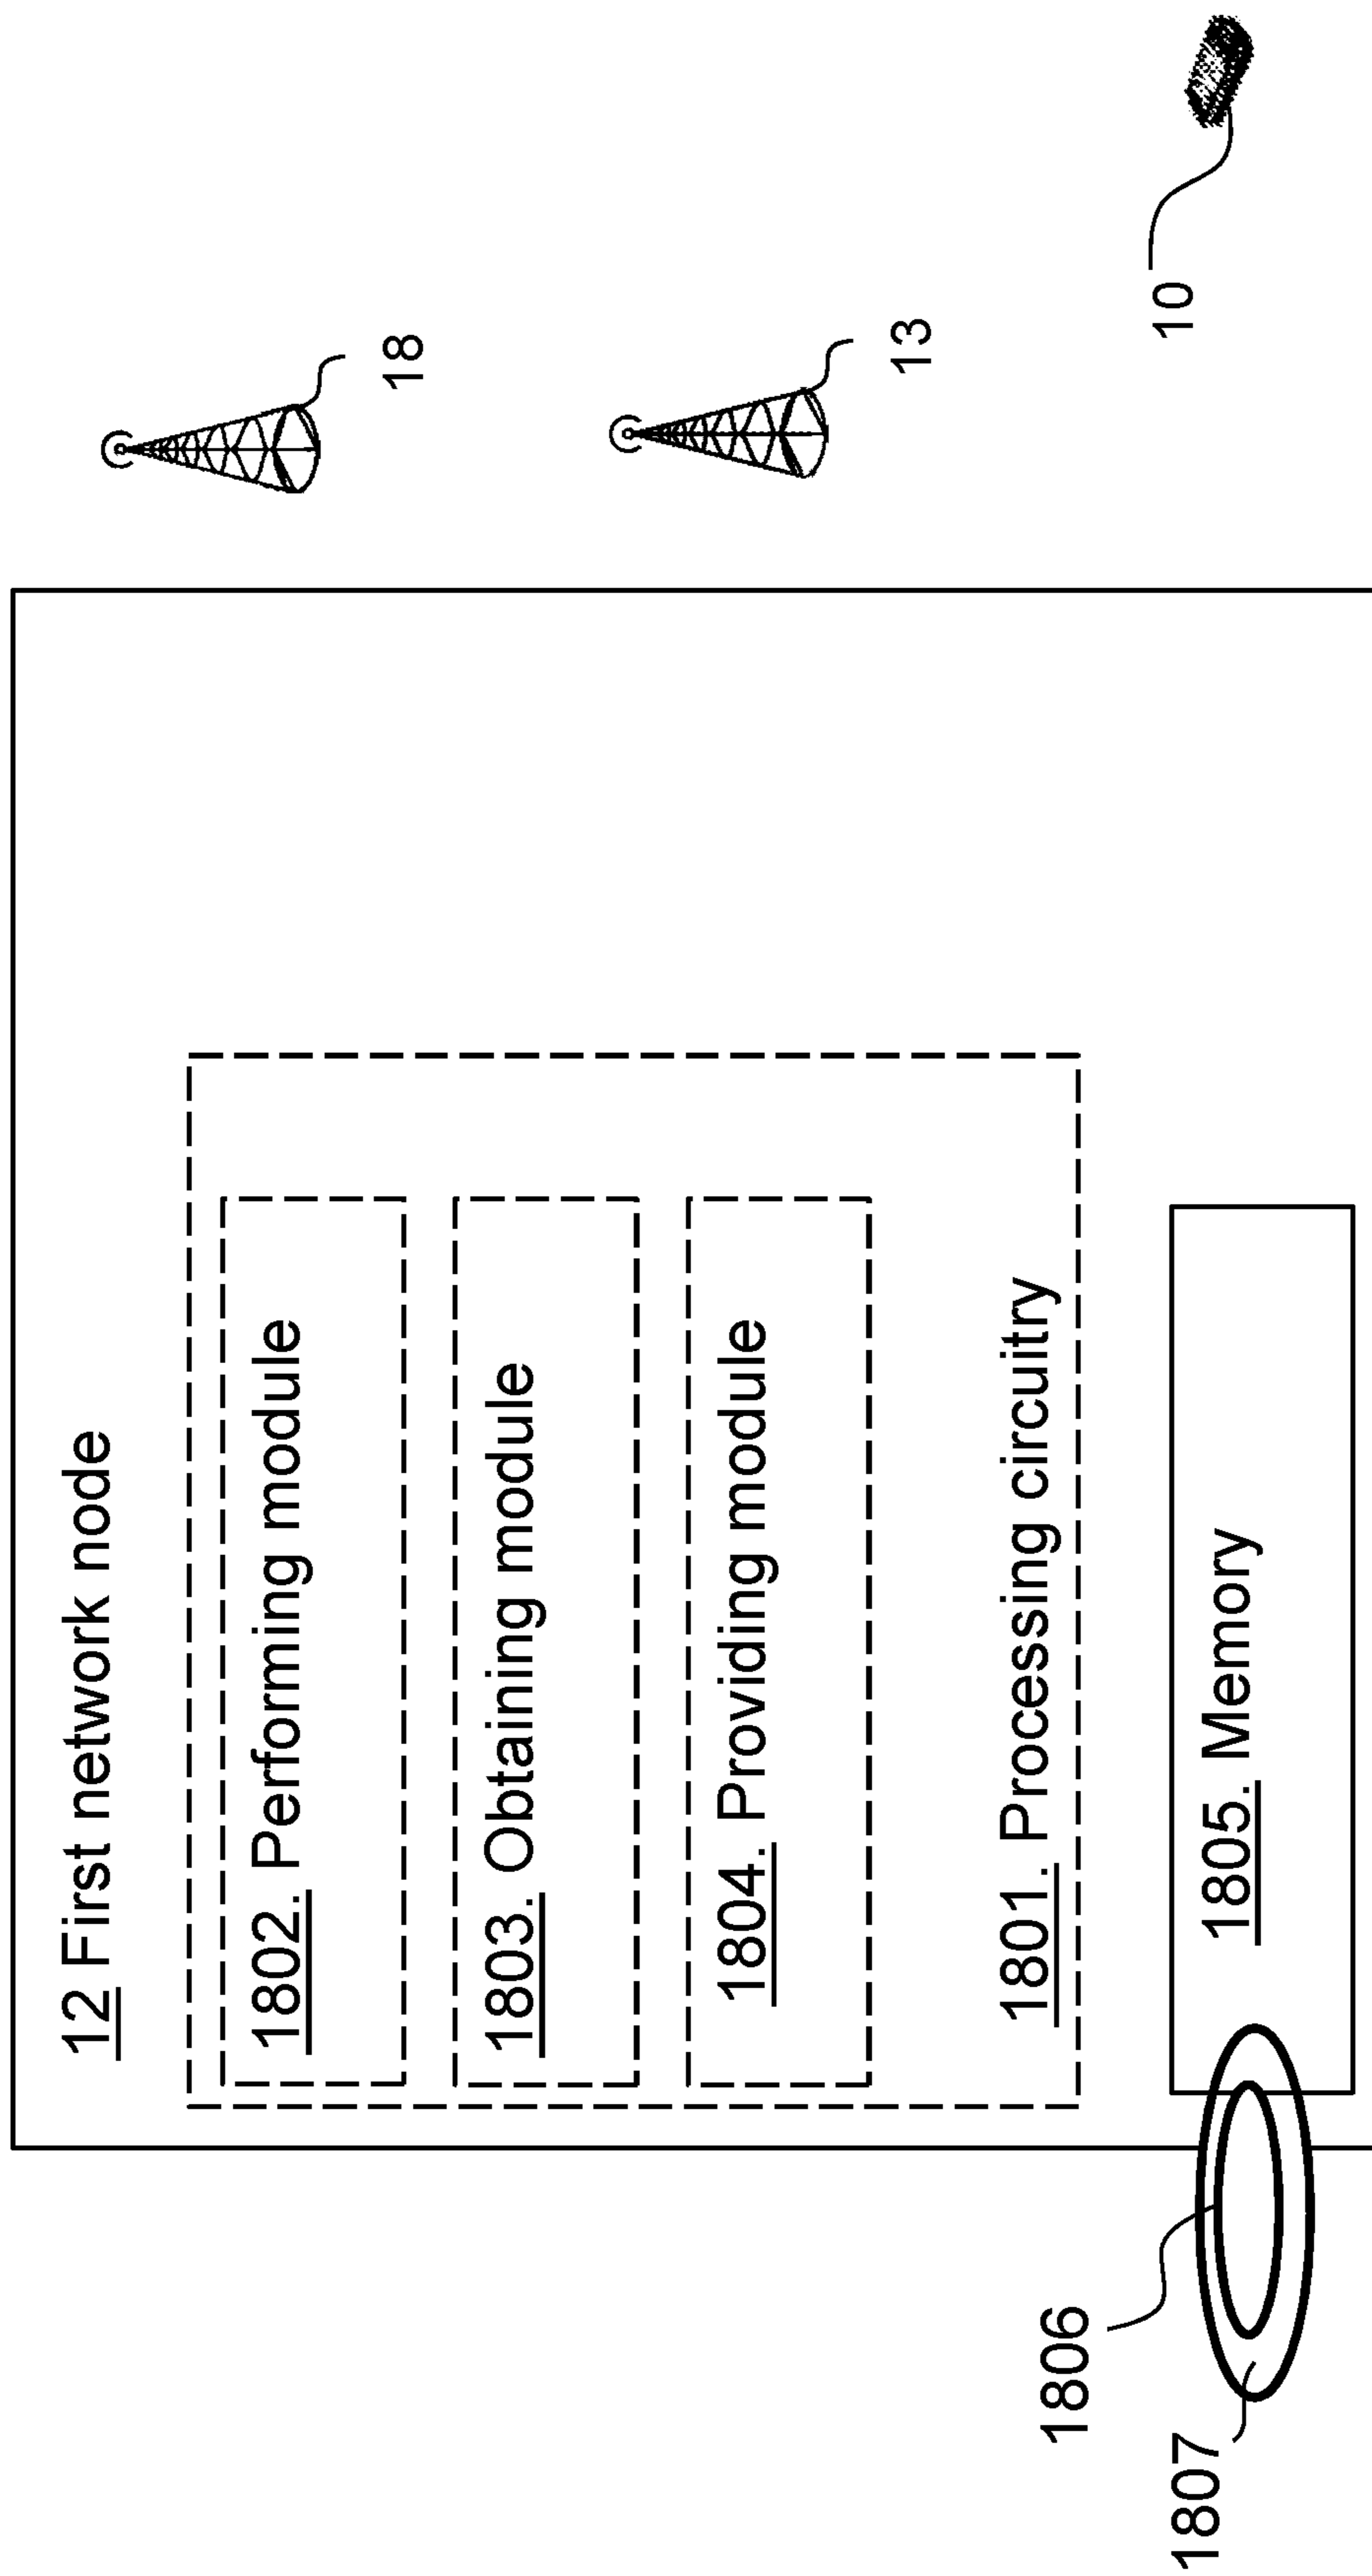 12 First network node
1802. Performing module
1803. Obtaining module
1804. Providing module
1801. Processing circuitry
1805. Memory
1806
1807
18
13
10